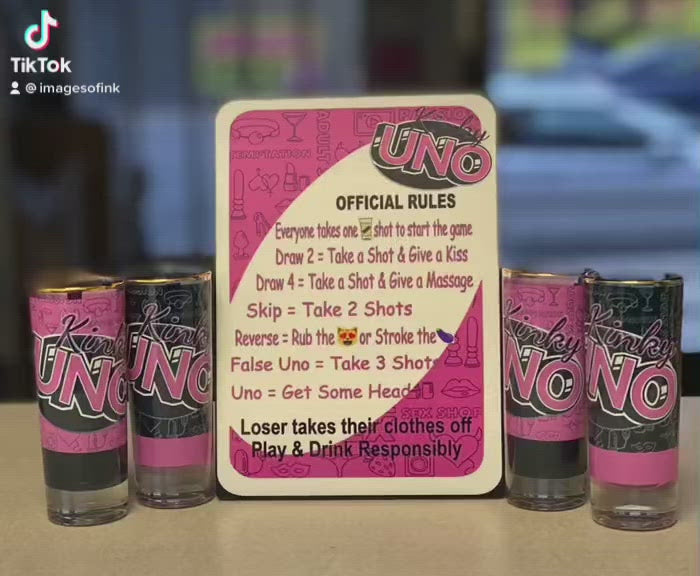 TikTok
@imagesofink
Kinky
UNO
OFFICIAL RULES
Everyone takes one shot to start the game
Draw 2 = Take a Shot & Give a Kiss
Draw 4 = Take a Shot & Give a Massage
Skip = Take 2 Shots
Reverse = Rub the 😻 or Stroke the 🍆
False Uno = Take 3 Shots
Uno = Get Some Head
Loser takes their clothes off
Play & Drink Responsibly
TEMPTATION
ADULT
PASSION
SEX SHOP
Kinky
UNO
Kinky
UNO
Kinky
UNO
Kinky
UNO